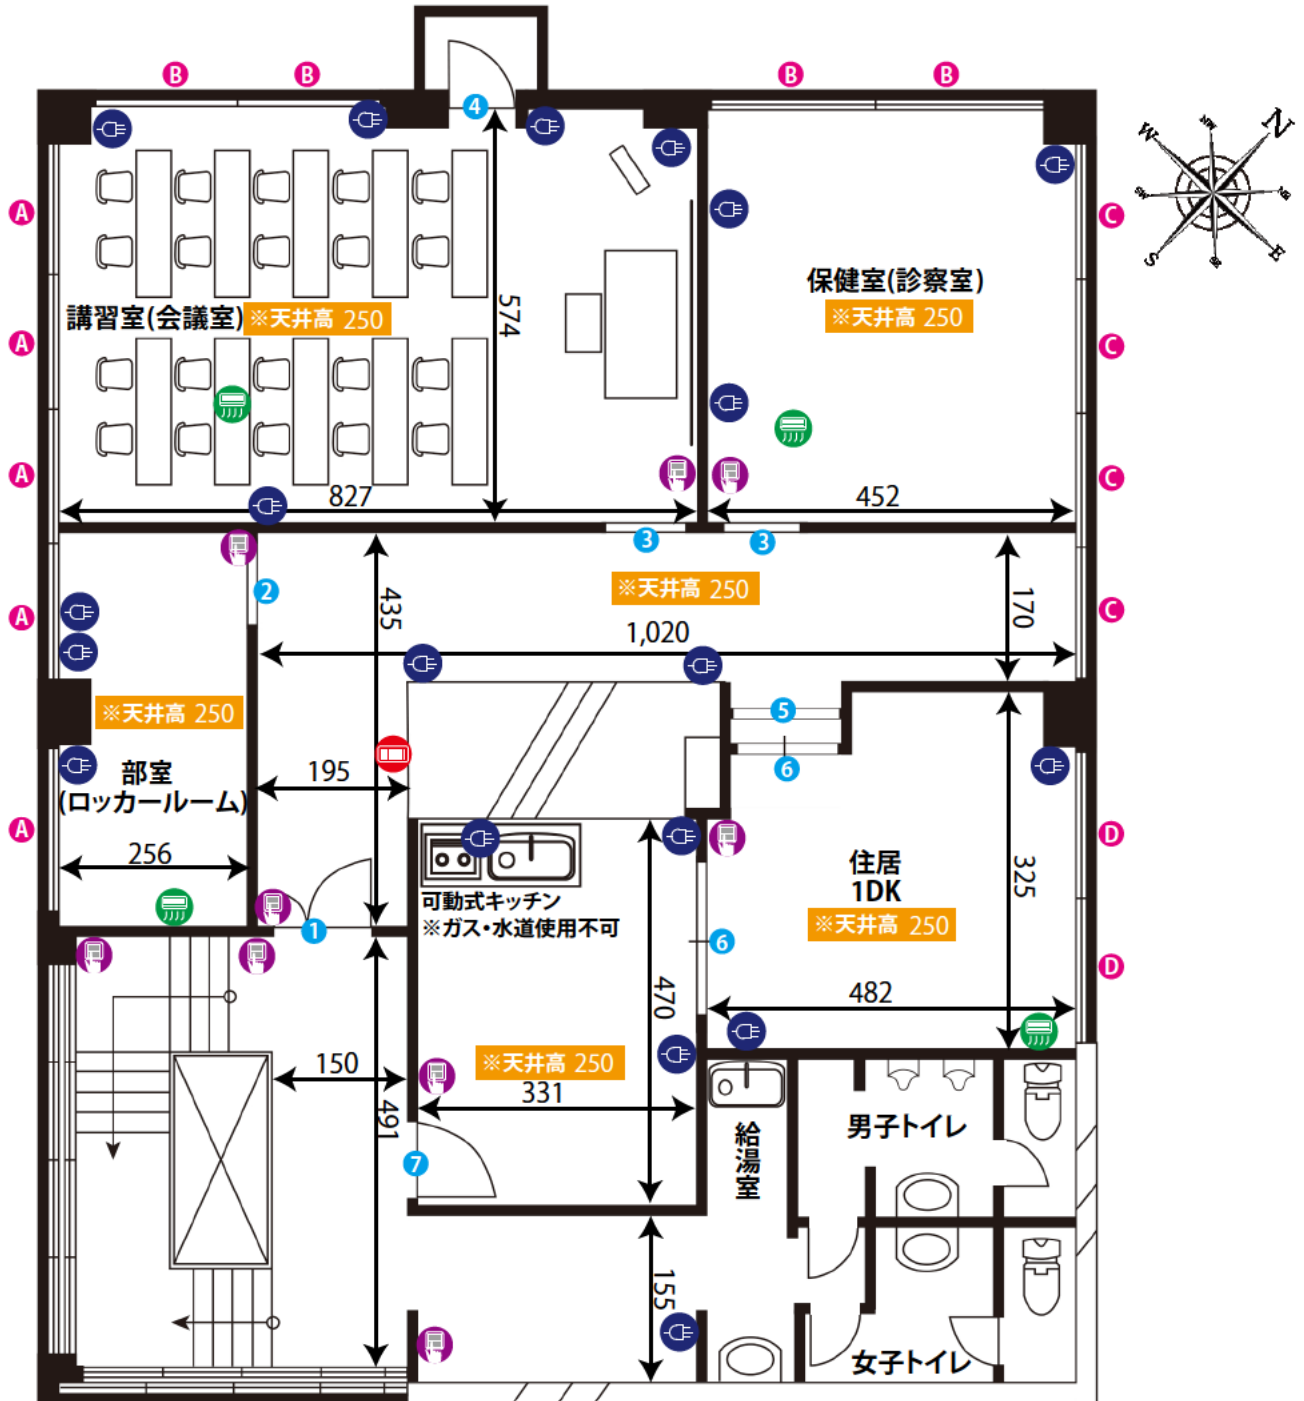 B B B B
4
W NW N
SW NE
S SE E
A
C
574
保健室(診察室)
※天井高 250
講習室(会議室) ※天井高 250
A
C
A
C
827
452
3 3
2
※天井高 250
435
170
A
C
1,020
※天井高 250
5
6
195
部室
(ロッカールーム)
A
D
256
住居
1DK
325
※天井高 250
可動式キッチン
※ガス・水道使用不可
1
6
D
470
482
※天井高 250
150
331
491
7
給湯室
男子トイレ
155
女子トイレ